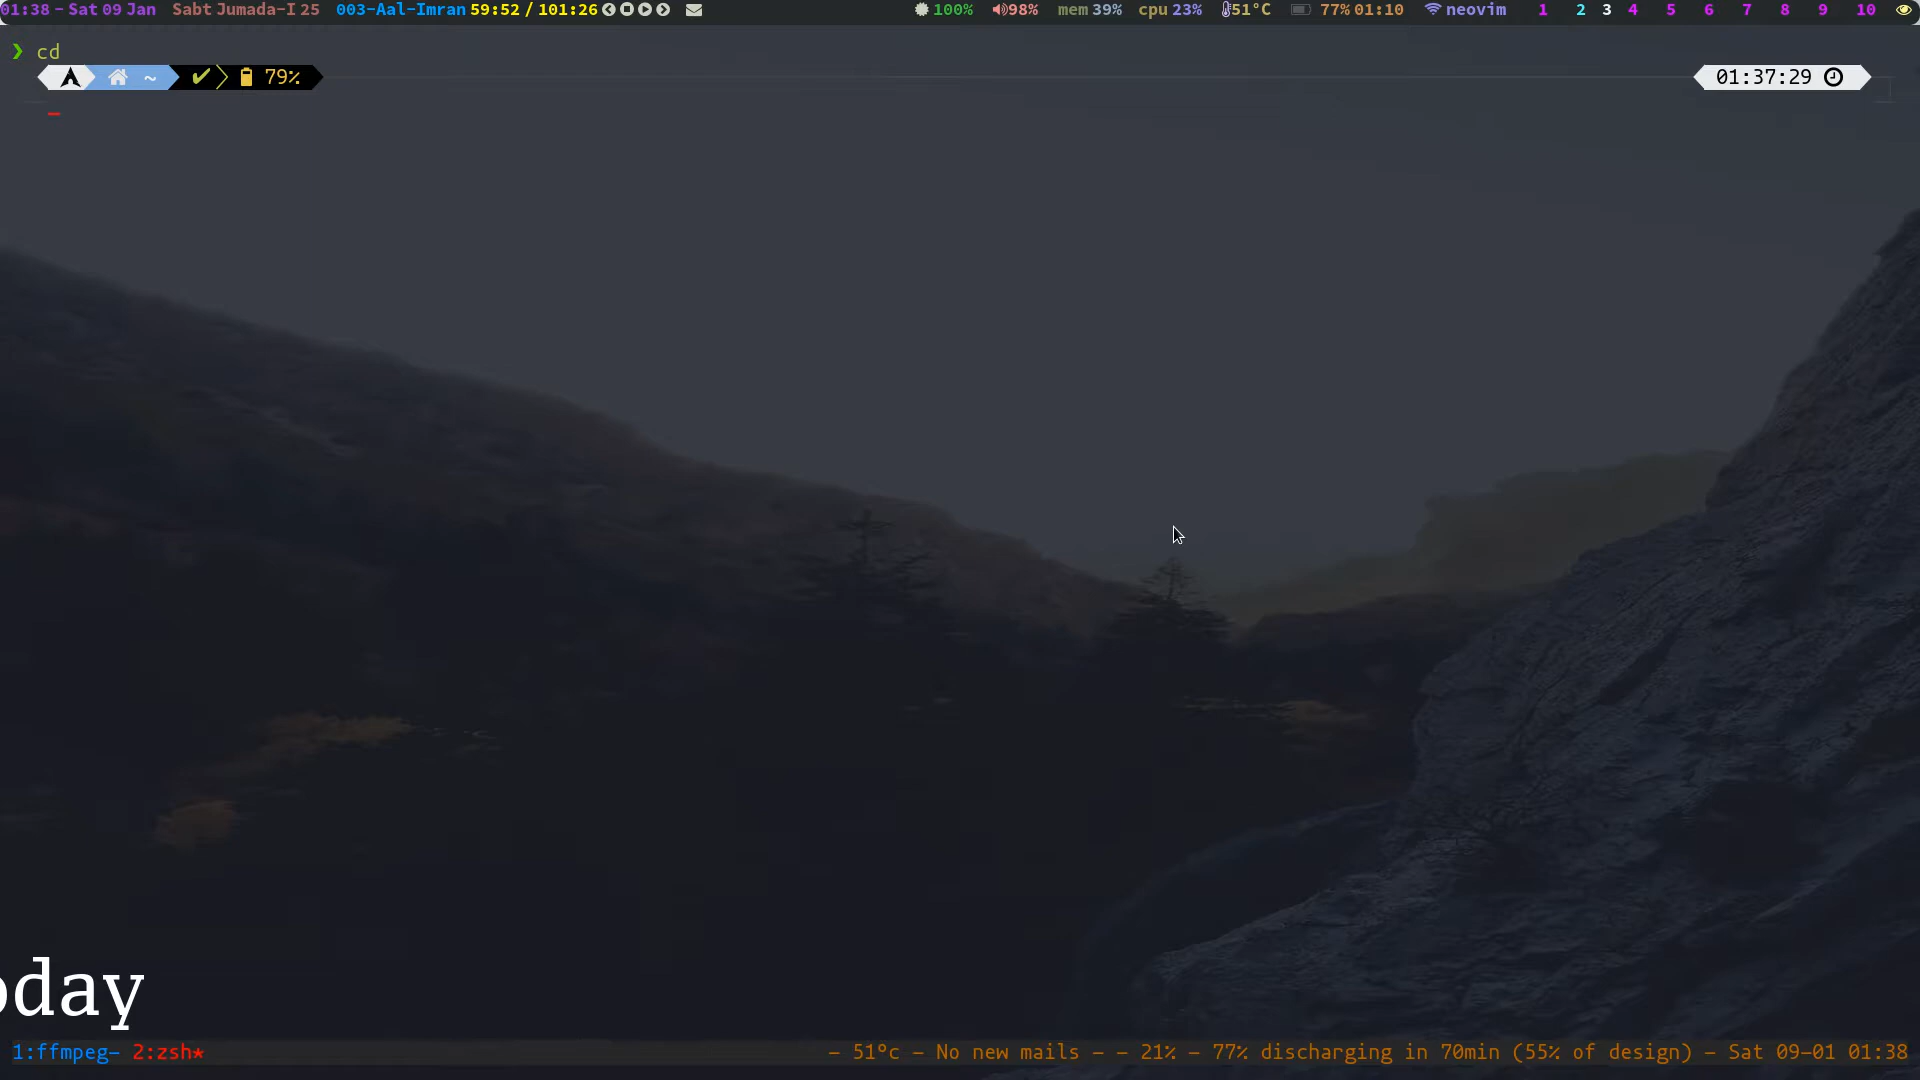 01:38 - Sat 09 Jan Sabt Jumada-I 25 003-Aal-Imran 59:52 / 101:26 100% 98% mem 39% cpu 23% 51°C 77% 01:10 neovim 1 2 3 4 5 6 7 8 9 10
❯ cd
~ ✔ 79% 01:37:29
oday
1:ffmpeg- 2:zsh* - 51°c - No new mails - - 21% - 77% discharging in 70min (55% of design) - Sat 09-01 01:38